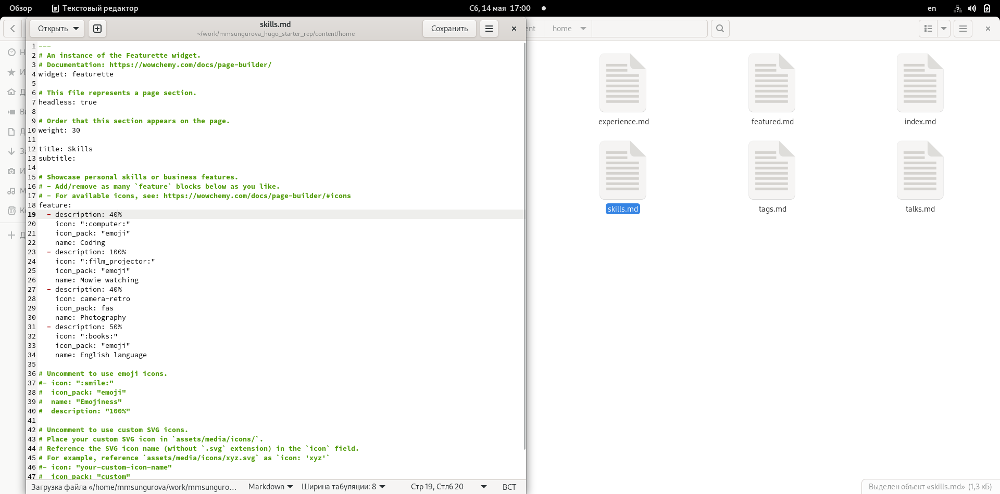 Обзор
Текстовый редактор
Сб, 14 мая 17:00
en
Открыть
skills.md
~/work/mmsungurova_hugo_starter_rep/content/home
Сохранить
home
1 ---
2 # An instance of the Featurette widget.
3 # Documentation: https://wowchemy.com/docs/page-builder/
4 widget: featurette
5
6 # This file represents a page section.
7 headless: true
8
9 # Order that this section appears on the page.
10 weight: 30
11
12 title: Skills
13 subtitle:
14
15 # Showcase personal skills or business features.
16 # - Add/remove as many `feature` blocks below as you like.
17 # - For available icons, see: https://wowchemy.com/docs/page-builder/#icons
18 feature:
19   - description: 40%
20     icon: ":computer:"
21     icon_pack: "emoji"
22     name: Coding
23   - description: 100%
24     icon: ":film_projector:"
25     icon_pack: "emoji"
26     name: Mowie watching
27   - description: 40%
28     icon: camera-retro
29     icon_pack: fas
30     name: Photography
31   - description: 50%
32     icon: ":books:"
33     icon_pack: "emoji"
34     name: English language
35
36 # Uncomment to use emoji icons.
37 #- icon: ":smile:"
38 #  icon_pack: "emoji"
39 #  name: "Emojiness"
40 #  description: "100%"
41
42 # Uncomment to use custom SVG icons.
43 # Place your custom SVG icon in `assets/media/icons/`.
44 # Reference the SVG icon name (without `.svg` extension) in the `icon` field.
45 # For example, reference `assets/media/icons/xyz.svg` as `icon: 'xyz'`
46 #- icon: "your-custom-icon-name"
47 #  icon_pack: "custom"
Загрузка файла «/home/mmsungurova/work/mmsunguro…
Markdown
Ширина табуляции: 8
Стр 19, Стлб 20
ВСТ
experience.md
featured.md
index.md
skills.md
tags.md
talks.md
Выделен объект «skills.md» (1,3 кБ)